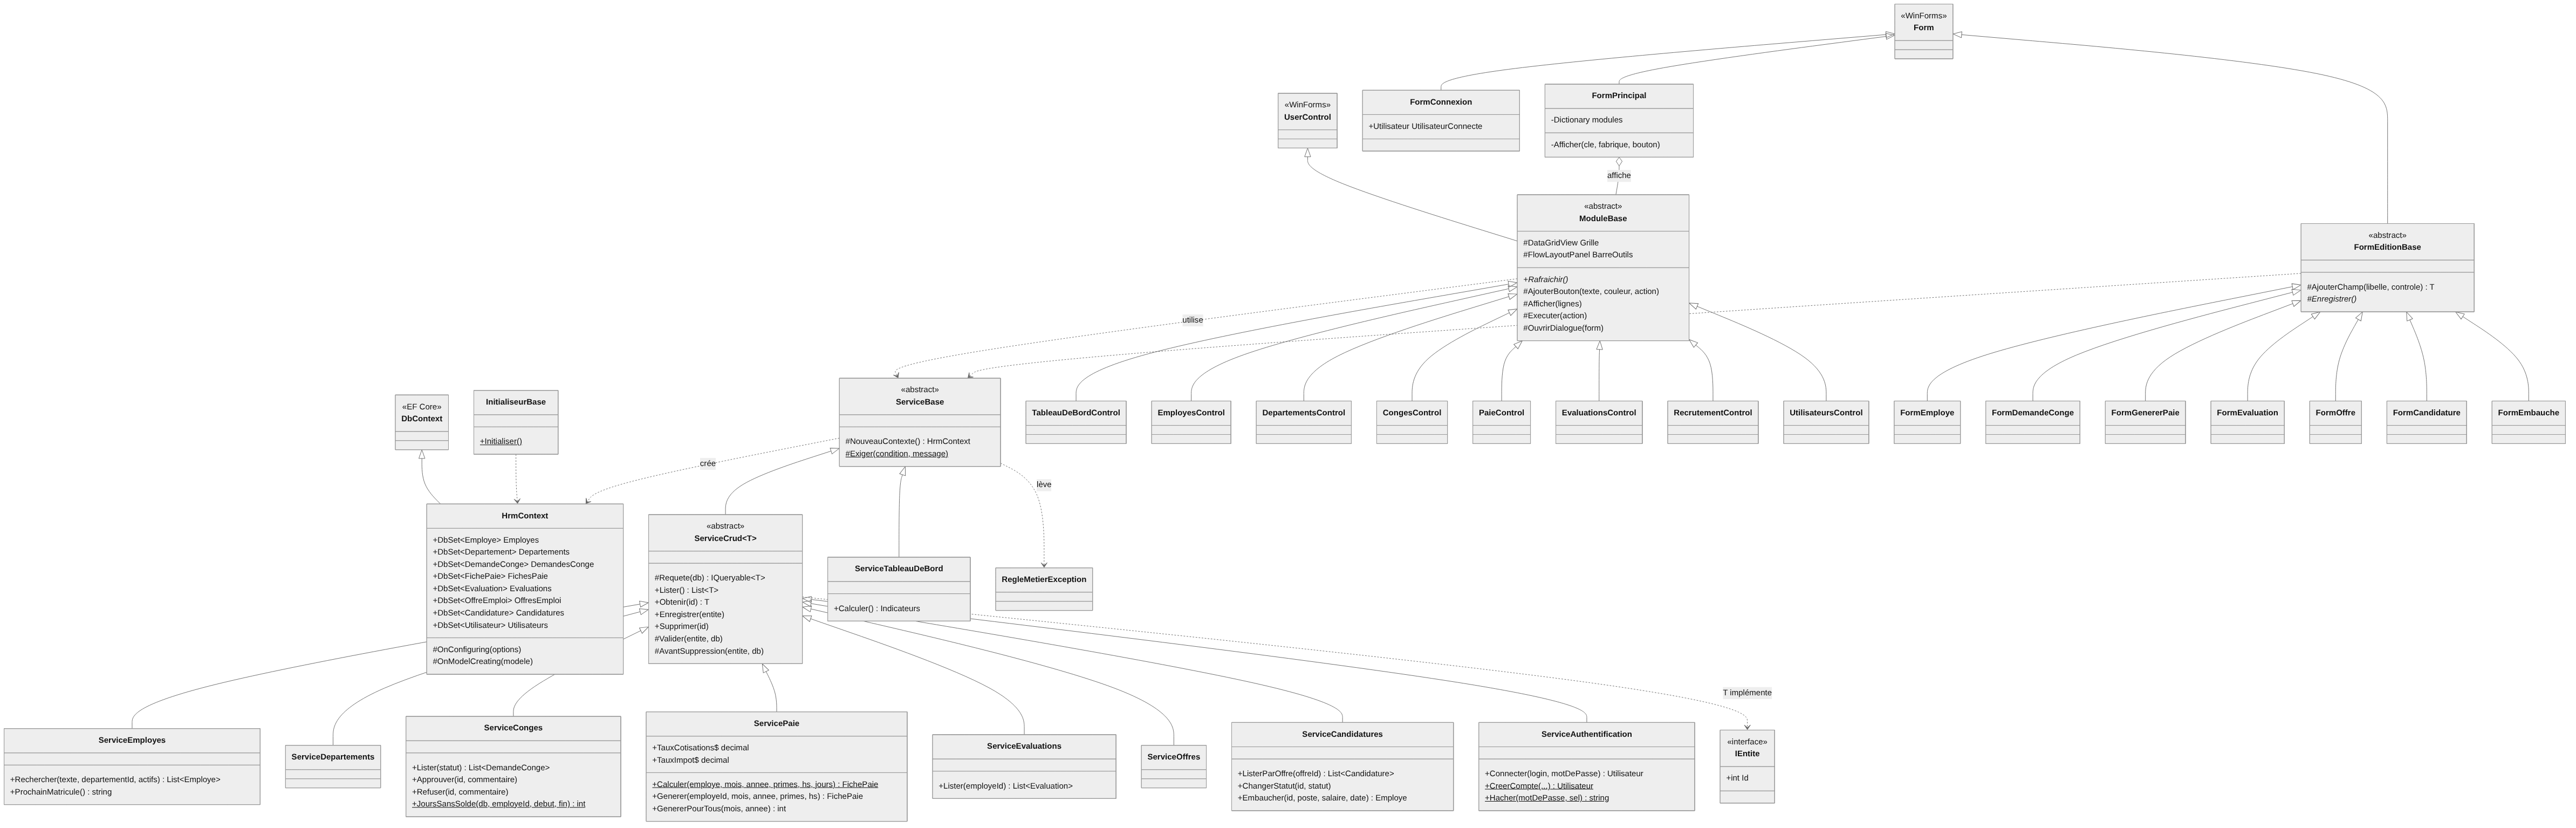 «WinForms»
Form
«WinForms»
UserControl
FormConnexion
+Utilisateur UtilisateurConnecte
FormPrincipal
-Dictionary modules
-Afficher(cle, fabrique, bouton)
affiche
«abstract»
ModuleBase
#DataGridView Grille
#FlowLayoutPanel BarreOutils
+Rafraichir()
#AjouterBouton(texte, couleur, action)
#Afficher(lignes)
#Executer(action)
#OuvrirDialogue(form)
«abstract»
FormEditionBase
#AjouterChamp(libelle, controle) : T
#Enregistrer()
utilise
«EF Core»
DbContext
InitialiseurBase
+Initialiser()
«abstract»
ServiceBase
#NouveauContexte() : HrmContext
#Exiger(condition, message)
TableauDeBordControl
EmployesControl
DepartementsControl
CongesControl
PaieControl
EvaluationsControl
RecrutementControl
UtilisateursControl
FormEmploye
FormDemandeConge
FormGenererPaie
FormEvaluation
FormOffre
FormCandidature
FormEmbauche
crée
lève
HrmContext
+DbSet<Employe> Employes
+DbSet<Departement> Departements
+DbSet<DemandeConge> DemandesConge
+DbSet<FichePaie> FichesPaie
+DbSet<Evaluation> Evaluations
+DbSet<OffreEmploi> OffresEmploi
+DbSet<Candidature> Candidatures
+DbSet<Utilisateur> Utilisateurs
#OnConfiguring(options)
#OnModelCreating(modele)
«abstract»
ServiceCrud<T>
#Requete(db) : IQueryable<T>
+Lister() : List<T>
+Obtenir(id) : T
+Enregistrer(entite)
+Supprimer(id)
#Valider(entite, db)
#AvantSuppression(entite, db)
ServiceTableauDeBord
+Calculer() : Indicateurs
RegleMetierException
T implémente
ServiceEmployes
+Rechercher(texte, departementId, actifs) : List<Employe>
+ProchainMatricule() : string
ServiceDepartements
ServiceConges
+Lister(statut) : List<DemandeConge>
+Approuver(id, commentaire)
+Refuser(id, commentaire)
+JoursSansSolde(db, employeId, debut, fin) : int
ServicePaie
+TauxCotisations$ decimal
+TauxImpot$ decimal
+Calculer(employe, mois, annee, primes, hs, jours) : FichePaie
+Generer(employeId, mois, annee, primes, hs) : FichePaie
+GenererPourTous(mois, annee) : int
ServiceEvaluations
+Lister(employeId) : List<Evaluation>
ServiceOffres
ServiceCandidatures
+ListerParOffre(offreId) : List<Candidature>
+ChangerStatut(id, statut)
+Embaucher(id, poste, salaire, date) : Employe
ServiceAuthentification
+Connecter(login, motDePasse) : Utilisateur
+CreerCompte(...) : Utilisateur
+Hacher(motDePasse, sel) : string
«interface»
IEntite
+int Id